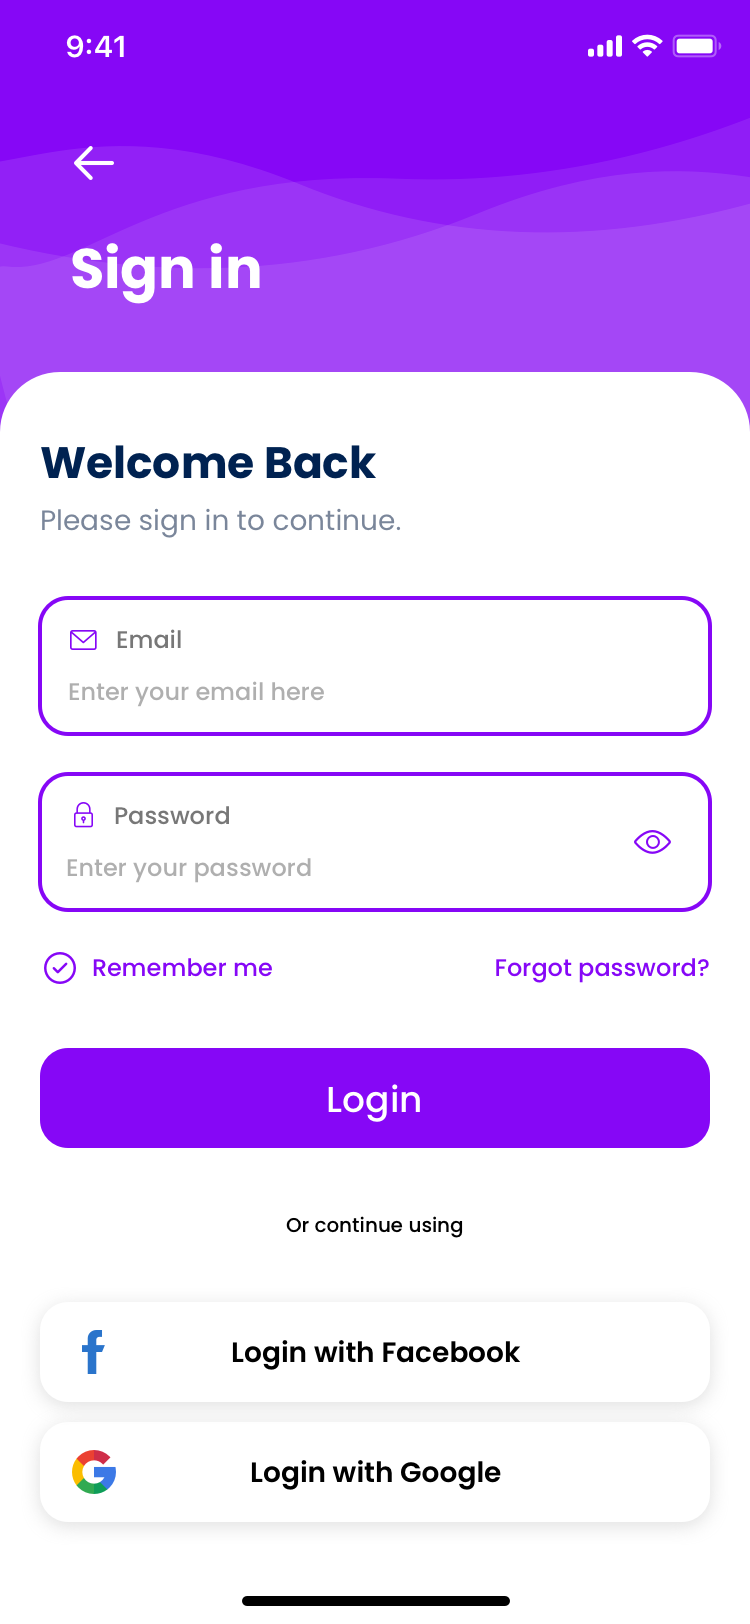 9:41
Sign in
Welcome Back
Please sign in to continue.
Email
Enter your email here
Password
Enter your password
Remember me
Forgot password?
Login
Or continue using
Login with Facebook
Login with Google